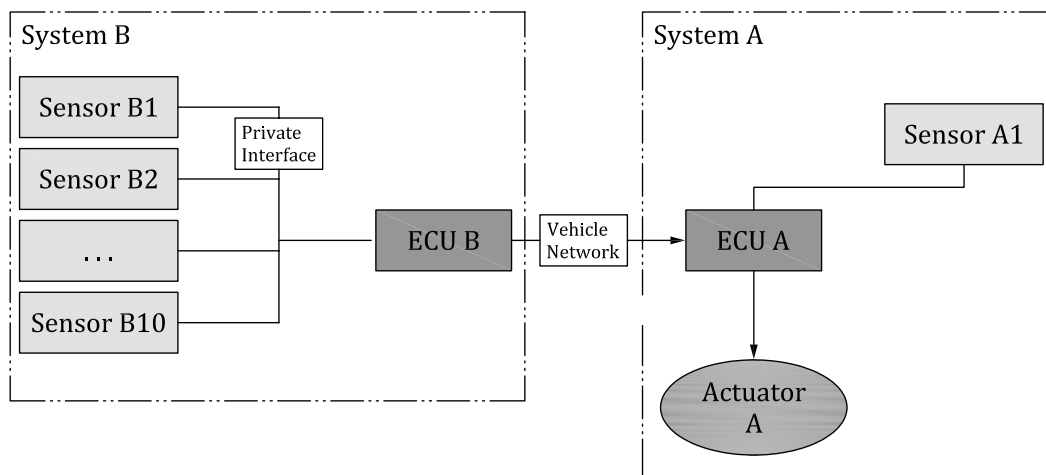 System B
Sensor B1
Private
Interface
Sensor B2
. . .
Sensor B10
ECU B
Vehicle
Network
System A
Sensor A1
ECU A
Actuator
A